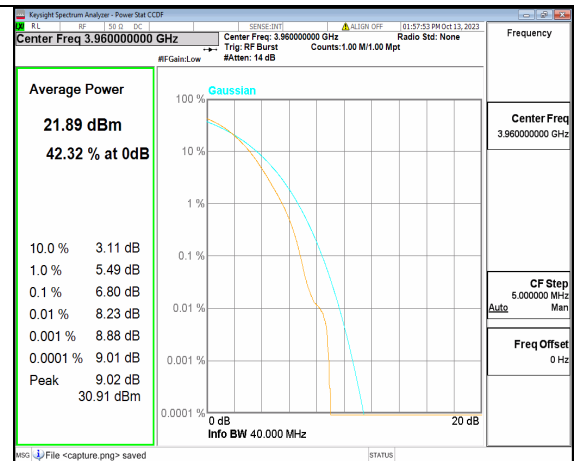 Keysight Spectrum Analyzer - Power Stat CCDF
RL RF 50 Ω DC SENSE:INT ALIGN OFF 01:57:53 PM Oct 13, 2023
Center Freq 3.960000000 GHz
Center Freq: 3.960000000 GHz Radio Std: None
Trig: RF Burst Counts:1.00 M/1.00 Mpt
#IFGain:Low #Atten: 14 dB
Frequency
Average Power
21.89 dBm
42.32 % at 0dB
10.0 % 3.11 dB
1.0 % 5.49 dB
0.1 % 6.80 dB
0.01 % 8.23 dB
0.001 % 8.88 dB
0.0001 % 9.01 dB
Peak 9.02 dB
30.91 dBm
Gaussian
100 %
10 %
1 %
0.1 %
0.01 %
0.001 %
0.0001 %
0 dB 20 dB
Info BW 40.000 MHz
Center Freq
3.960000000 GHz
CF Step
5.000000 MHz
Auto Man
Freq Offset
0 Hz
MSG File <capture.png> saved STATUS